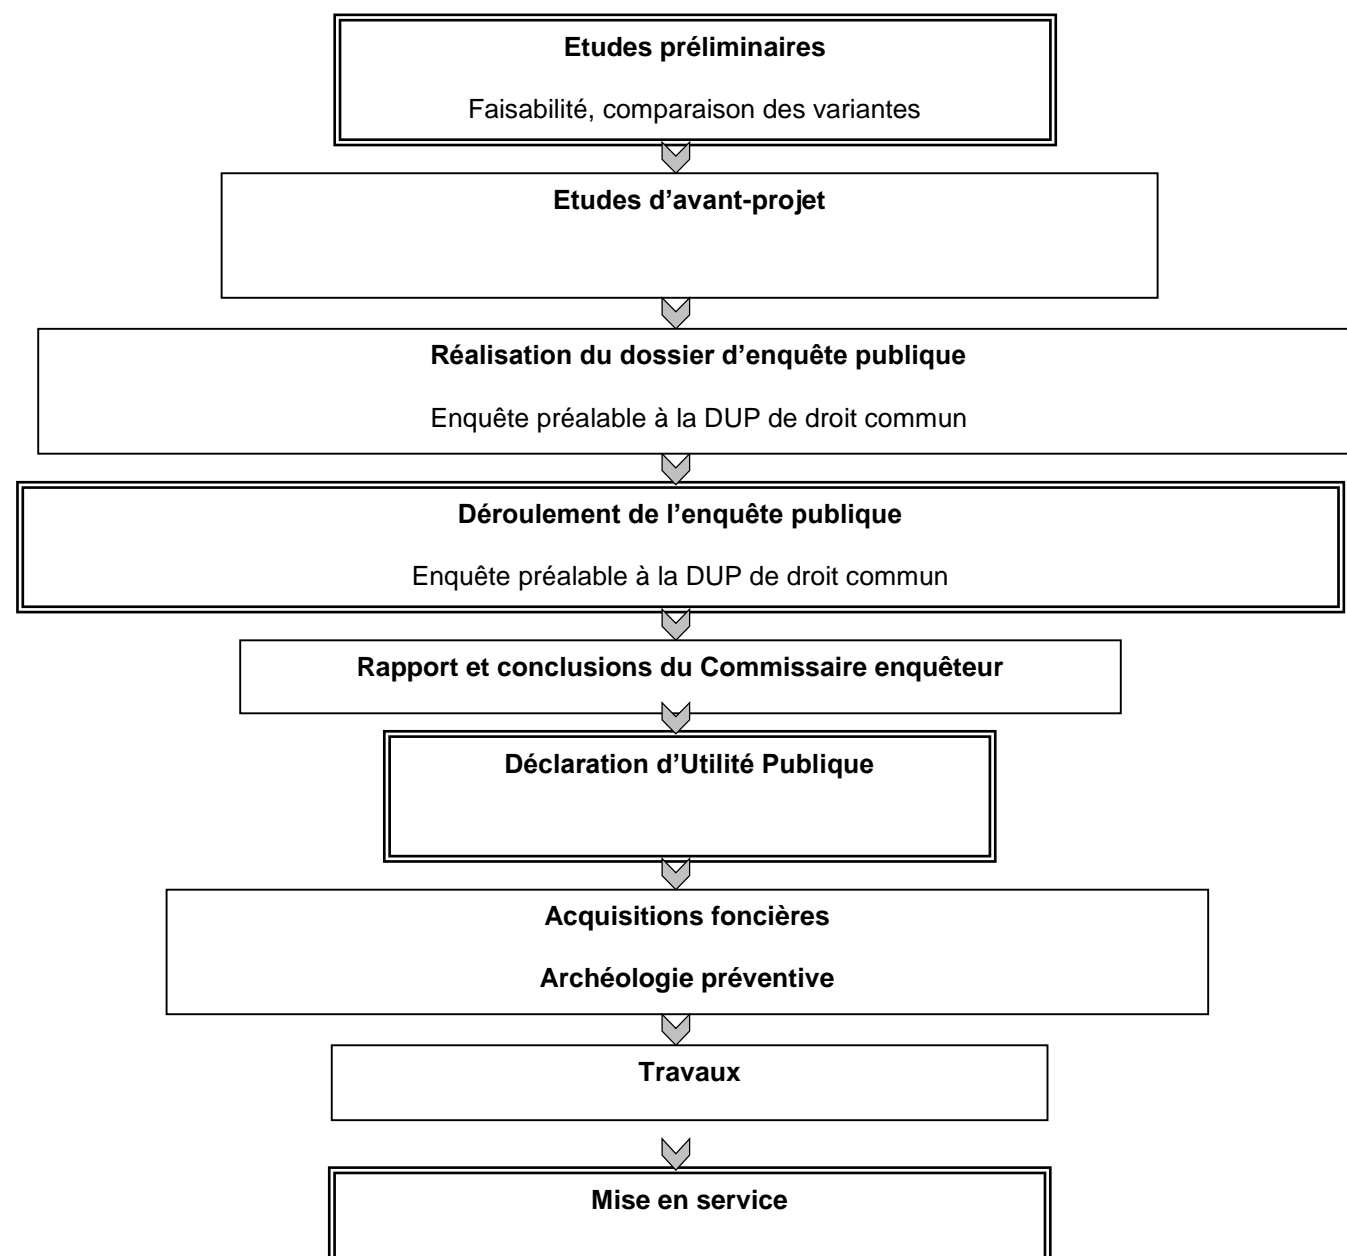 Etudes préliminaires
Faisabilité, comparaison des variantes
Etudes d’avant-projet
Réalisation du dossier d’enquête publique
Enquête préalable à la DUP de droit commun
Déroulement de l’enquête publique
Enquête préalable à la DUP de droit commun
Rapport et conclusions du Commissaire enquêteur
Déclaration d’Utilité Publique
Acquisitions foncières
Archéologie préventive
Travaux
Mise en service